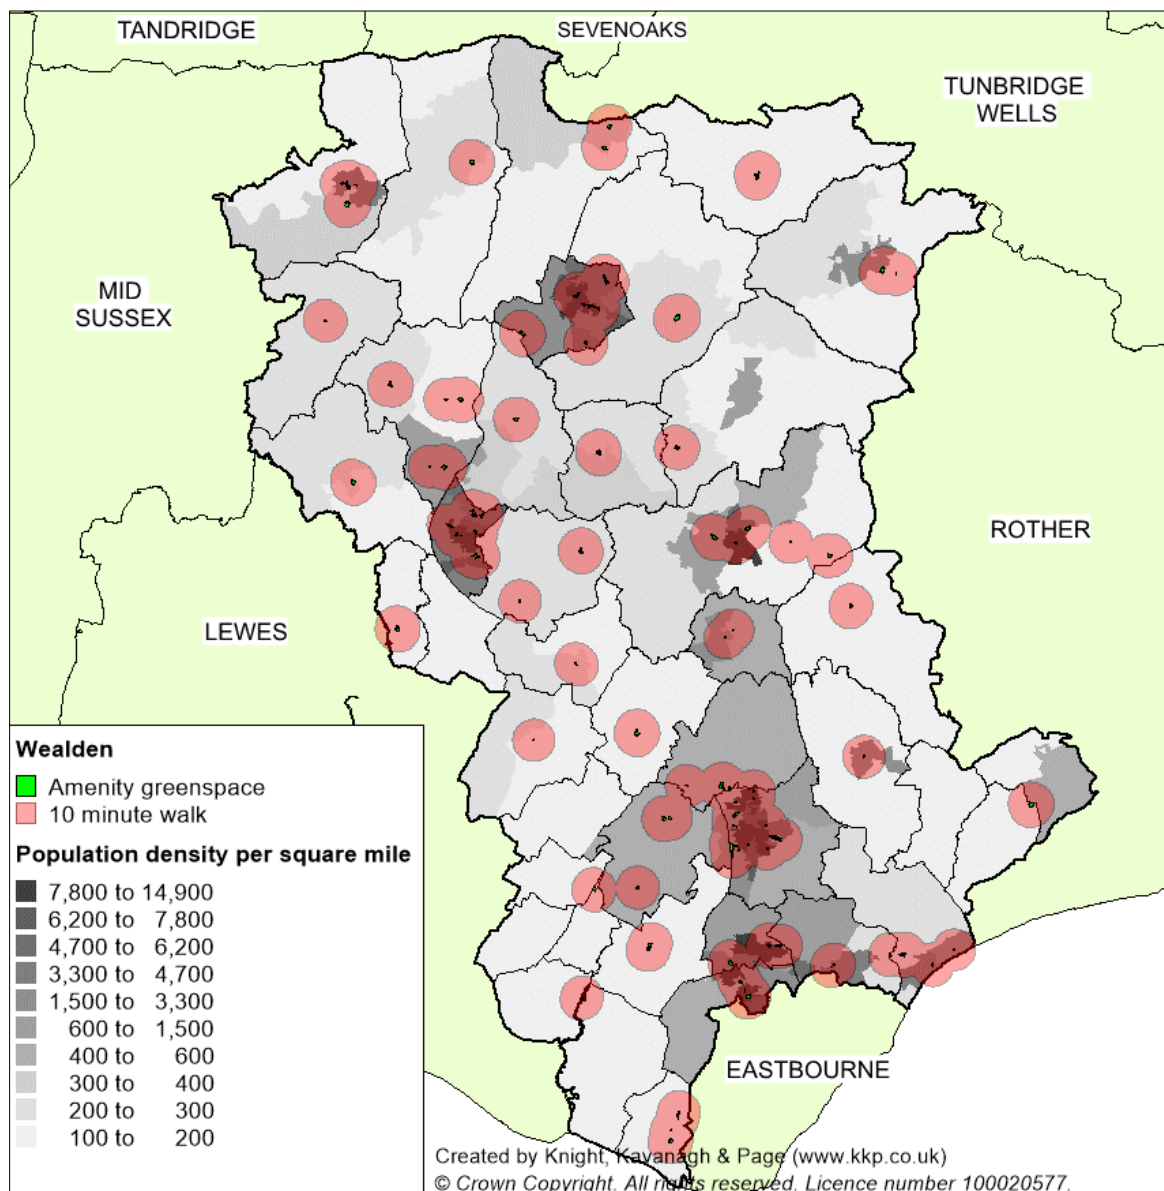 TANDRIDGE
SEVENOAKS
TUNBRIDGE
WELLS
MID
SUSSEX
ROTHER
LEWES
EASTBOURNE
Wealden
Amenity greenspace
10 minute walk
Population density per square mile
7,800 to 14,900
6,200 to 7,800
4,700 to 6,200
3,300 to 4,700
1,500 to 3,300
600 to 1,500
400 to 600
300 to 400
200 to 300
100 to 200
Created by Knight, Kavanagh & Page (www.kkp.co.uk)
© Crown Copyright. All rights reserved. Licence number 100020577.